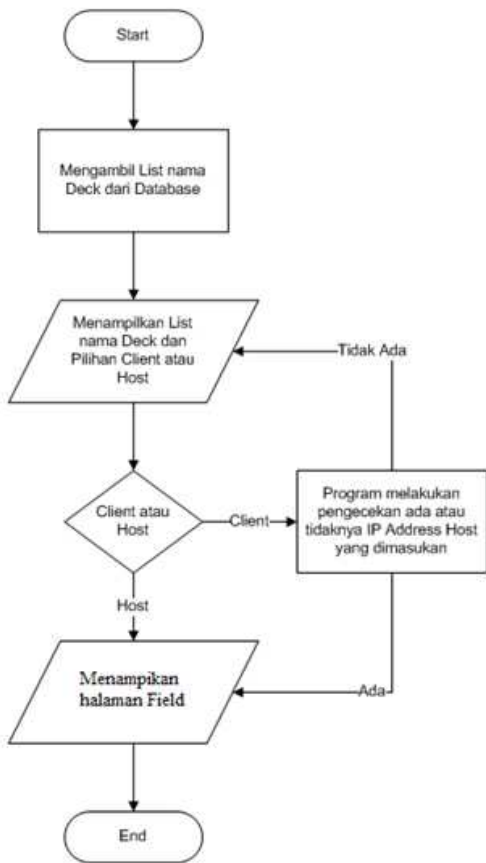 Start
Mengambil List nama
Deck dari Database
Menampilkan List
nama Deck dan
Pilihan Client atau
Host
Tidak Ada
Client atau
Host
Client
Program melakukan
pengecekan ada atau
tidaknya IP Address Host
yang dimasukan
Host
Menampikan
halaman Field
Ada
End